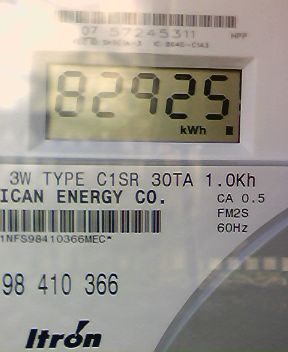 07 57245311
82925
kWh
3W TYPE C1SR 30TA 1.0Kh
ICAN ENERGY CO.
CA 0.5
FM2S
60Hz
1NFS98410366MEC*
98 410 366
Itrón